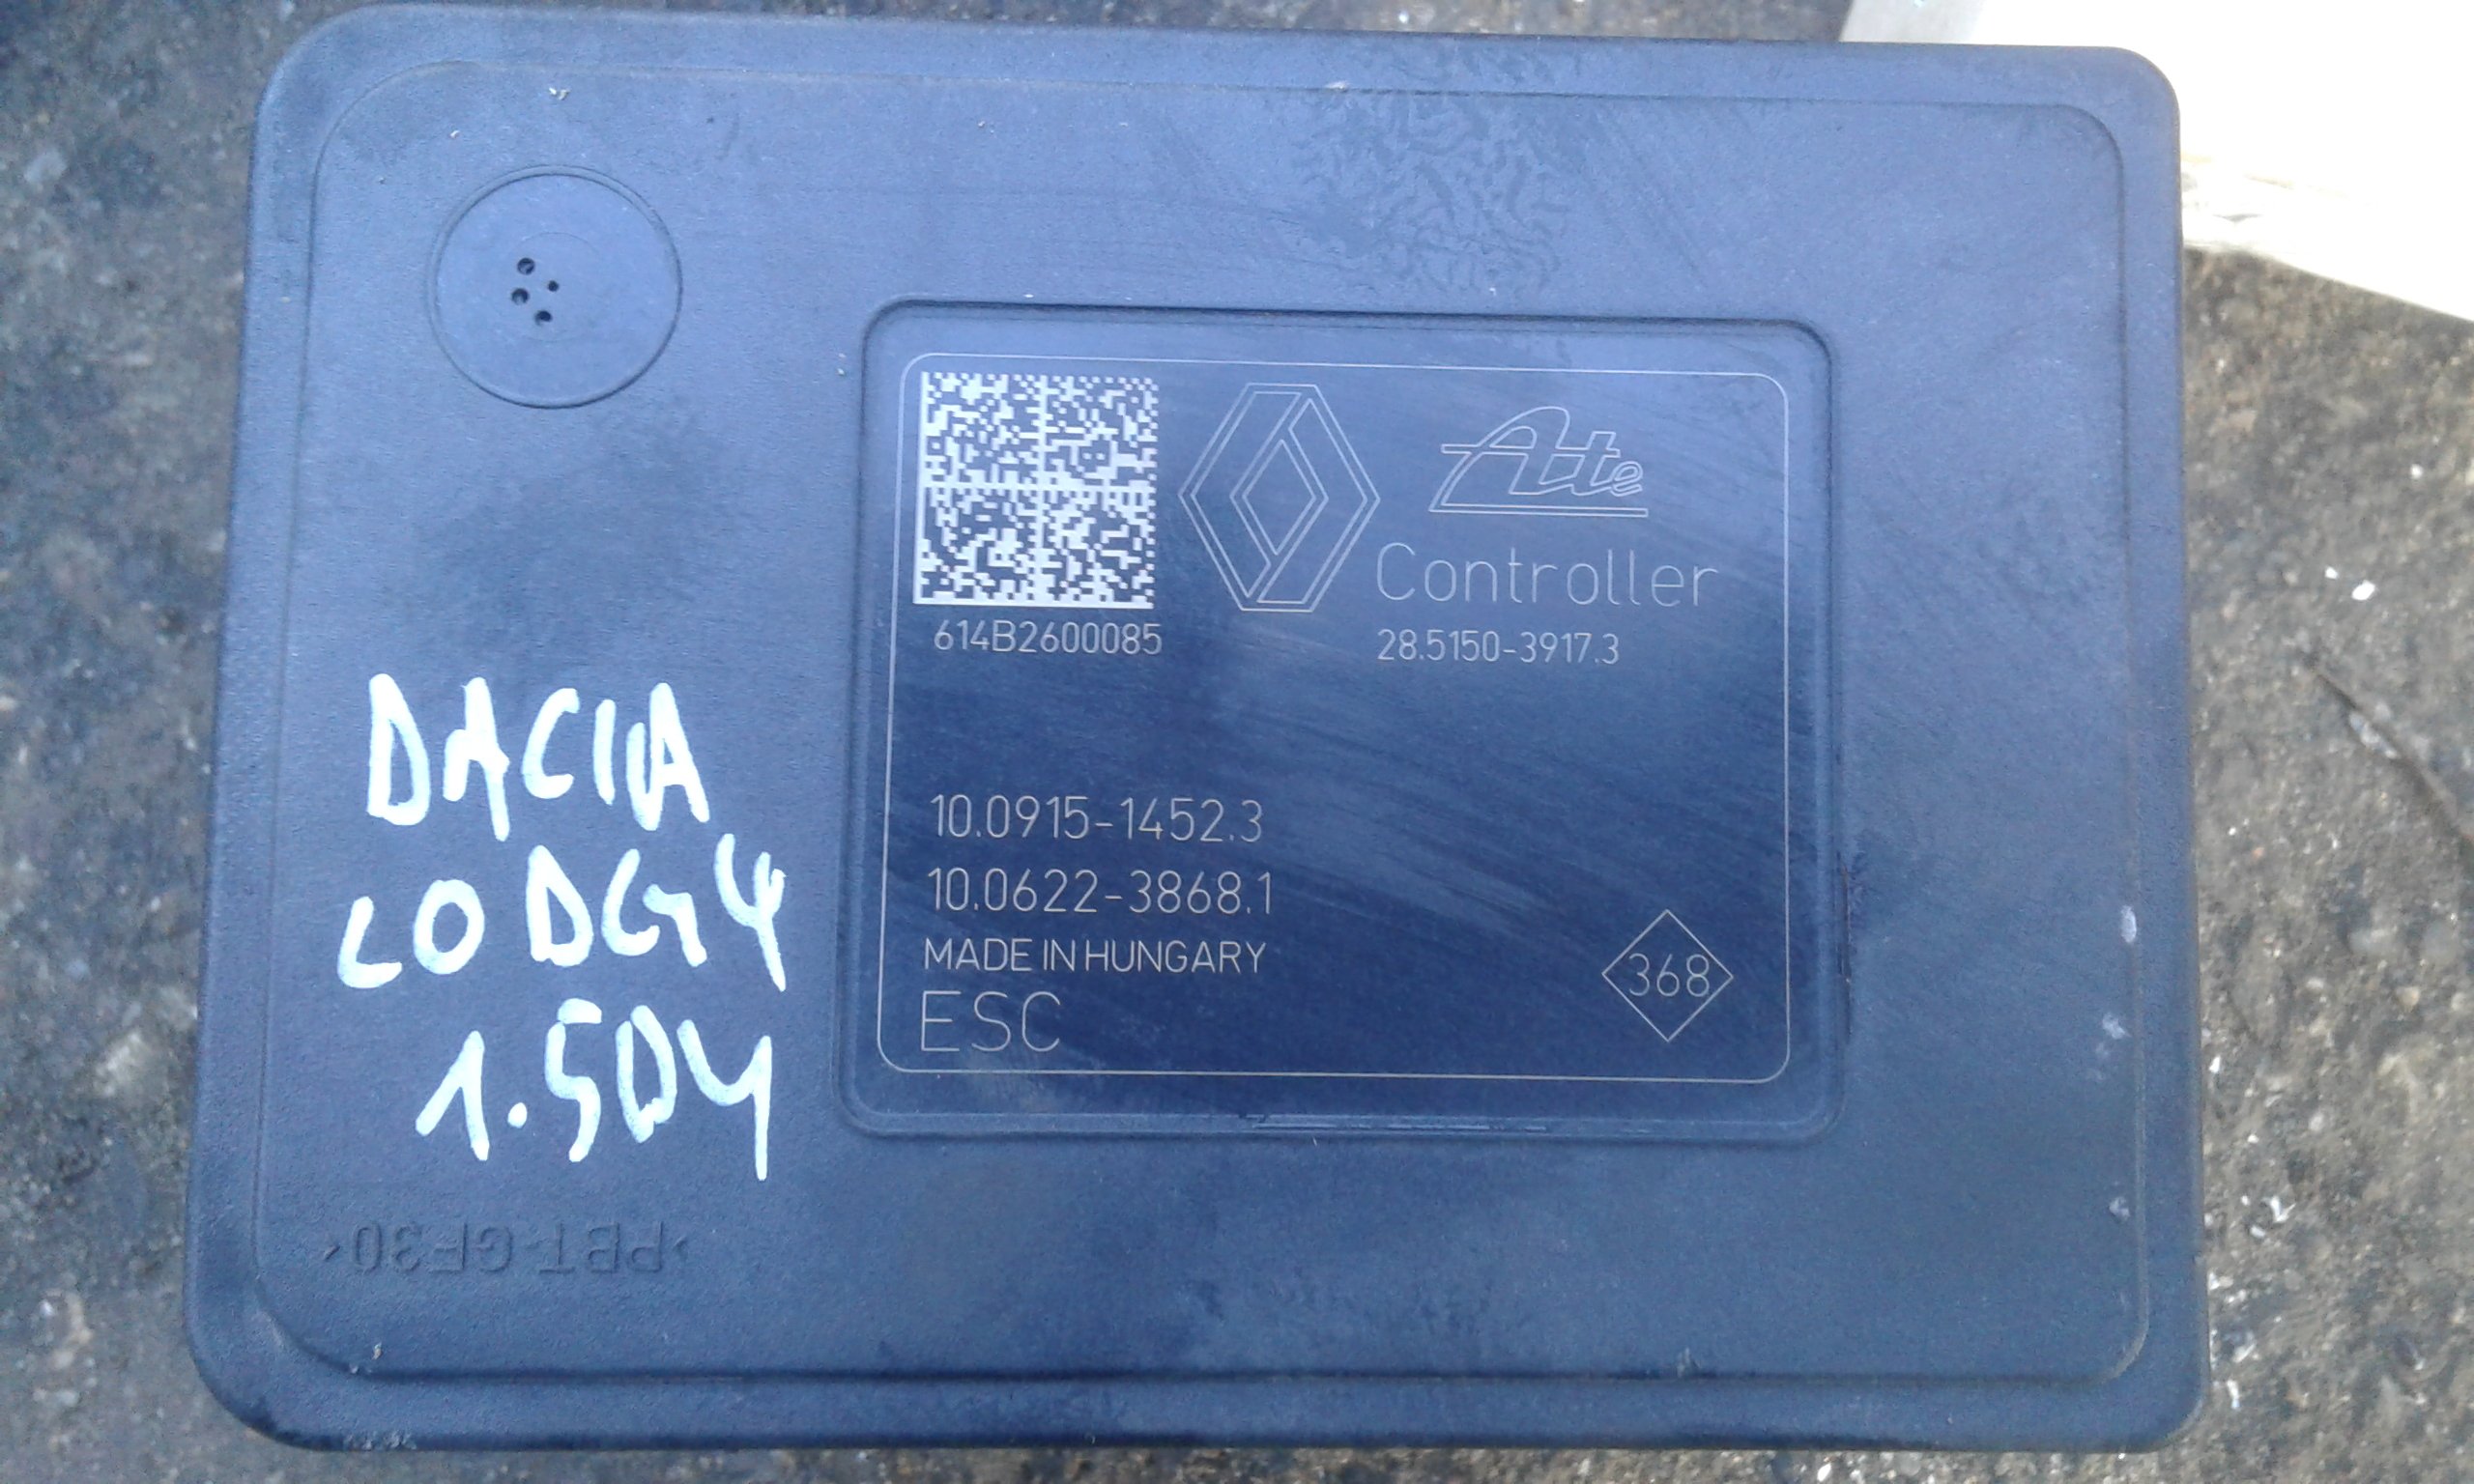 Ate
Controller
614B2600085
28.5150-3917.3
10.0915-1452.3
10.0622-3868.1
MADE IN HUNGARY
ESC
368
DACIA
LODGY
1.5DY
>PBT-GF30<